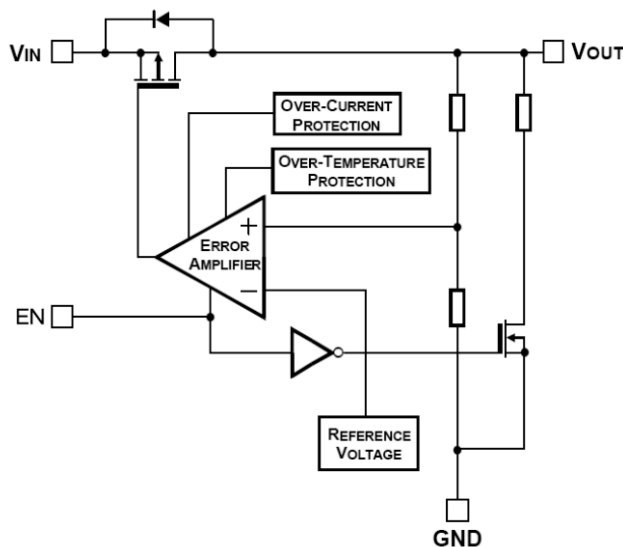 VIN
VOUT
OVER-CURRENT
PROTECTION
OVER-TEMPERATURE
PROTECTION
+
ERROR
AMPLIFIER
−
EN
REFERENCE
VOLTAGE
GND